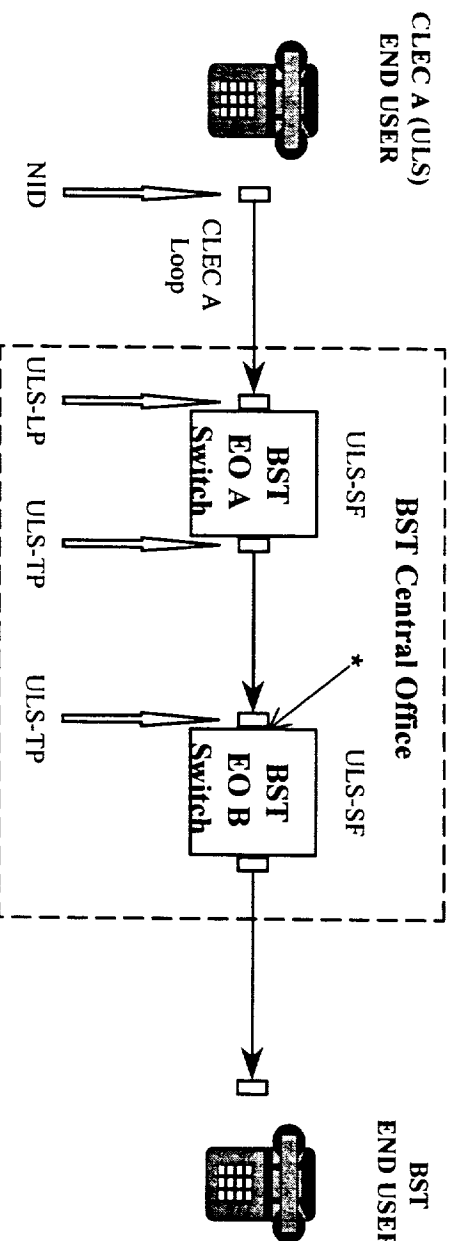 CLEC A (ULS)
END USER
BST Central Office
BST
END USER
ULS-SF
ULS-SF
*
CLEC A
Loop
BST
EO A
Switch
BST
EO B
Switch
NID
ULS-LP
ULS-TP
ULS-TP